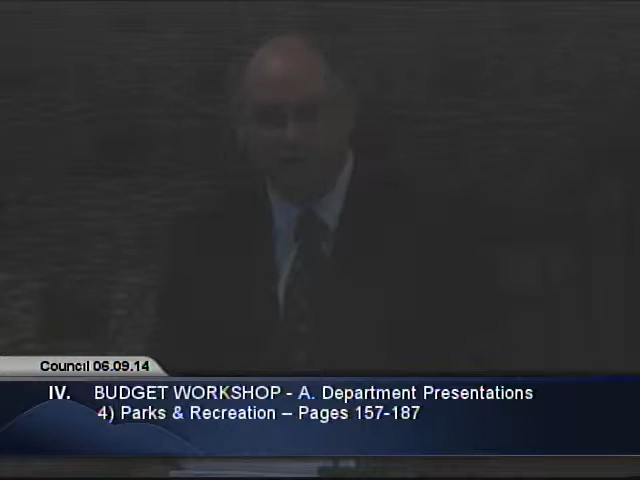 Council 06.09.14
IV. BUDGET WORKSHOP - A. Department Presentations
4) Parks & Recreation – Pages 157-187